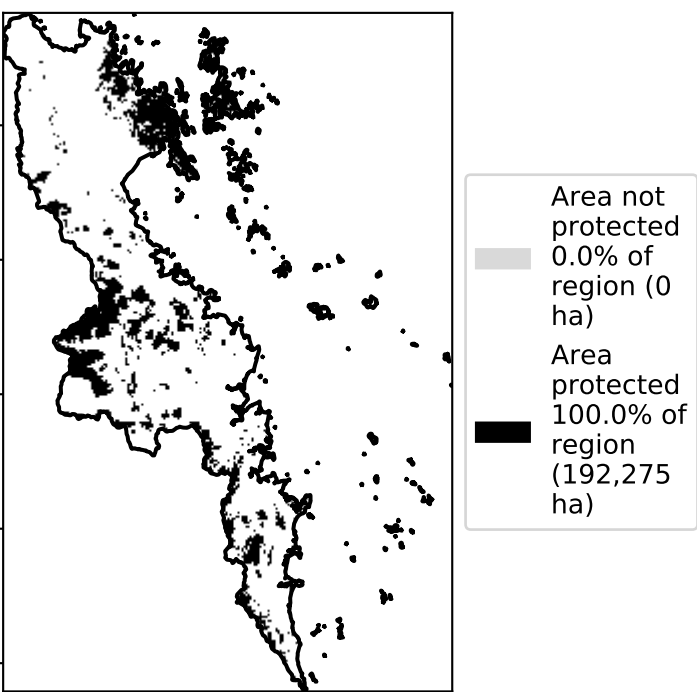 Area not
protected
0.0% of
region (0
ha)
Area
protected
100.0% of
region
(192,275
ha)